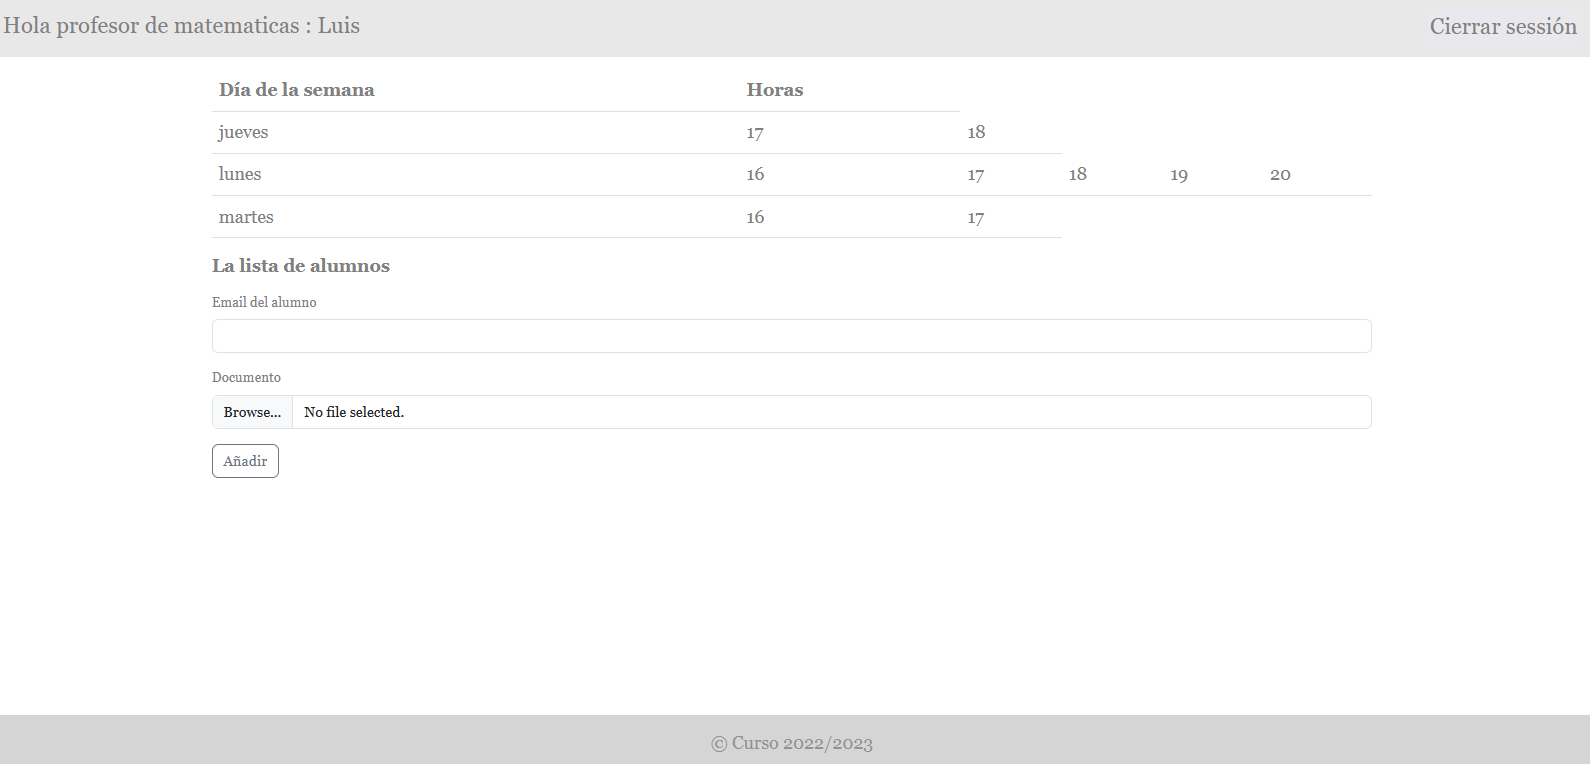 Hola profesor de matematicas : Luis
Cierrar sessión
Día de la semana Horas
jueves 17 18
lunes 16 17 18 19 20
martes 16 17
La lista de alumnos
Email del alumno
Documento
Browse... No file selected.
Añadir
© Curso 2022/2023